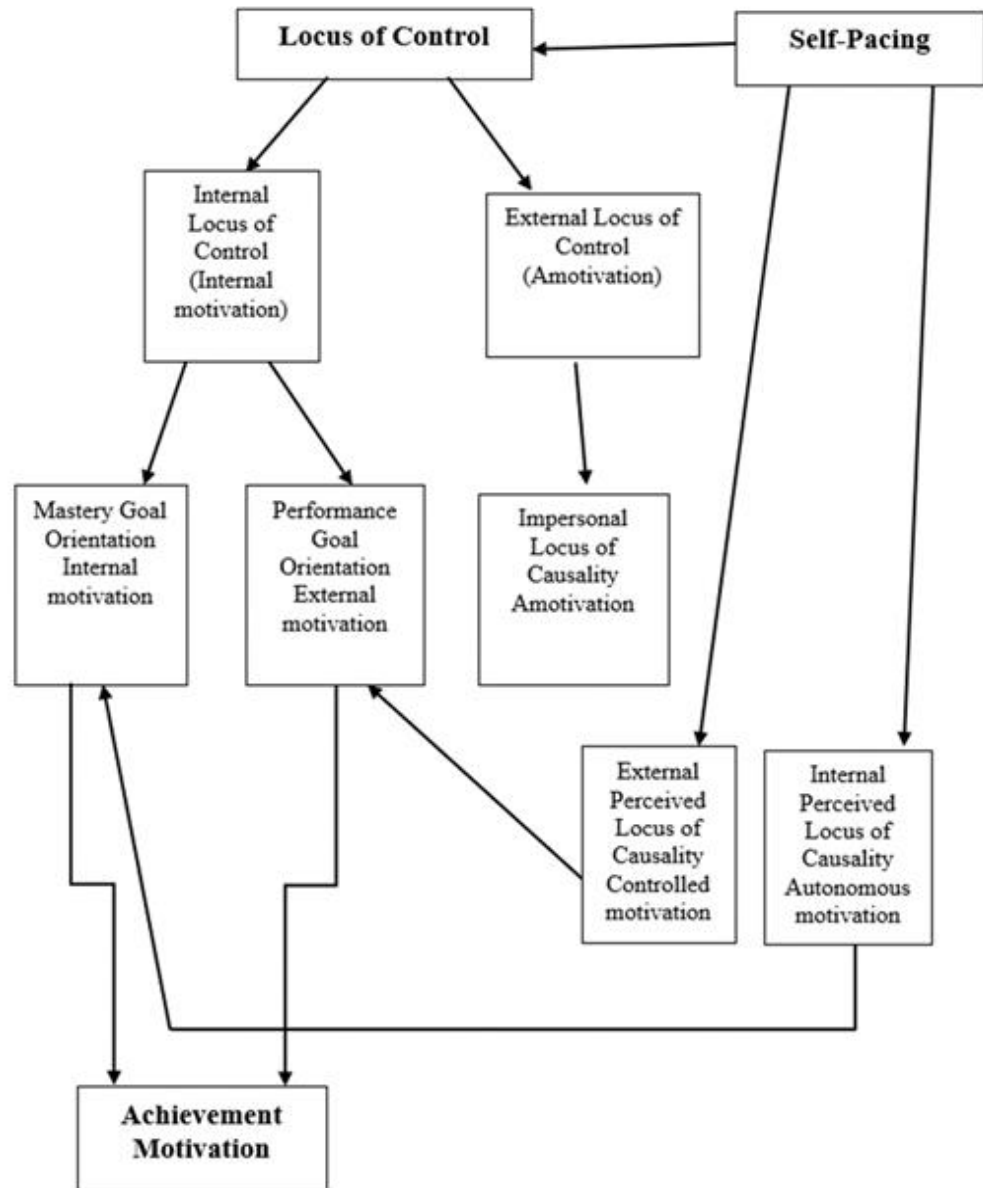 Locus of Control
Self-Pacing
Internal
Locus of
Control
(Internal
motivation)
External Locus of
Control
(Amotivation)
Mastery Goal
Orientation
Internal
motivation
Performance
Goal
Orientation
External
motivation
Impersonal
Locus of
Causality
Amotivation
External
Perceived
Locus of
Causality
Controlled
motivation
Internal
Perceived
Locus of
Causality
Autonomous
motivation
Achievement
Motivation